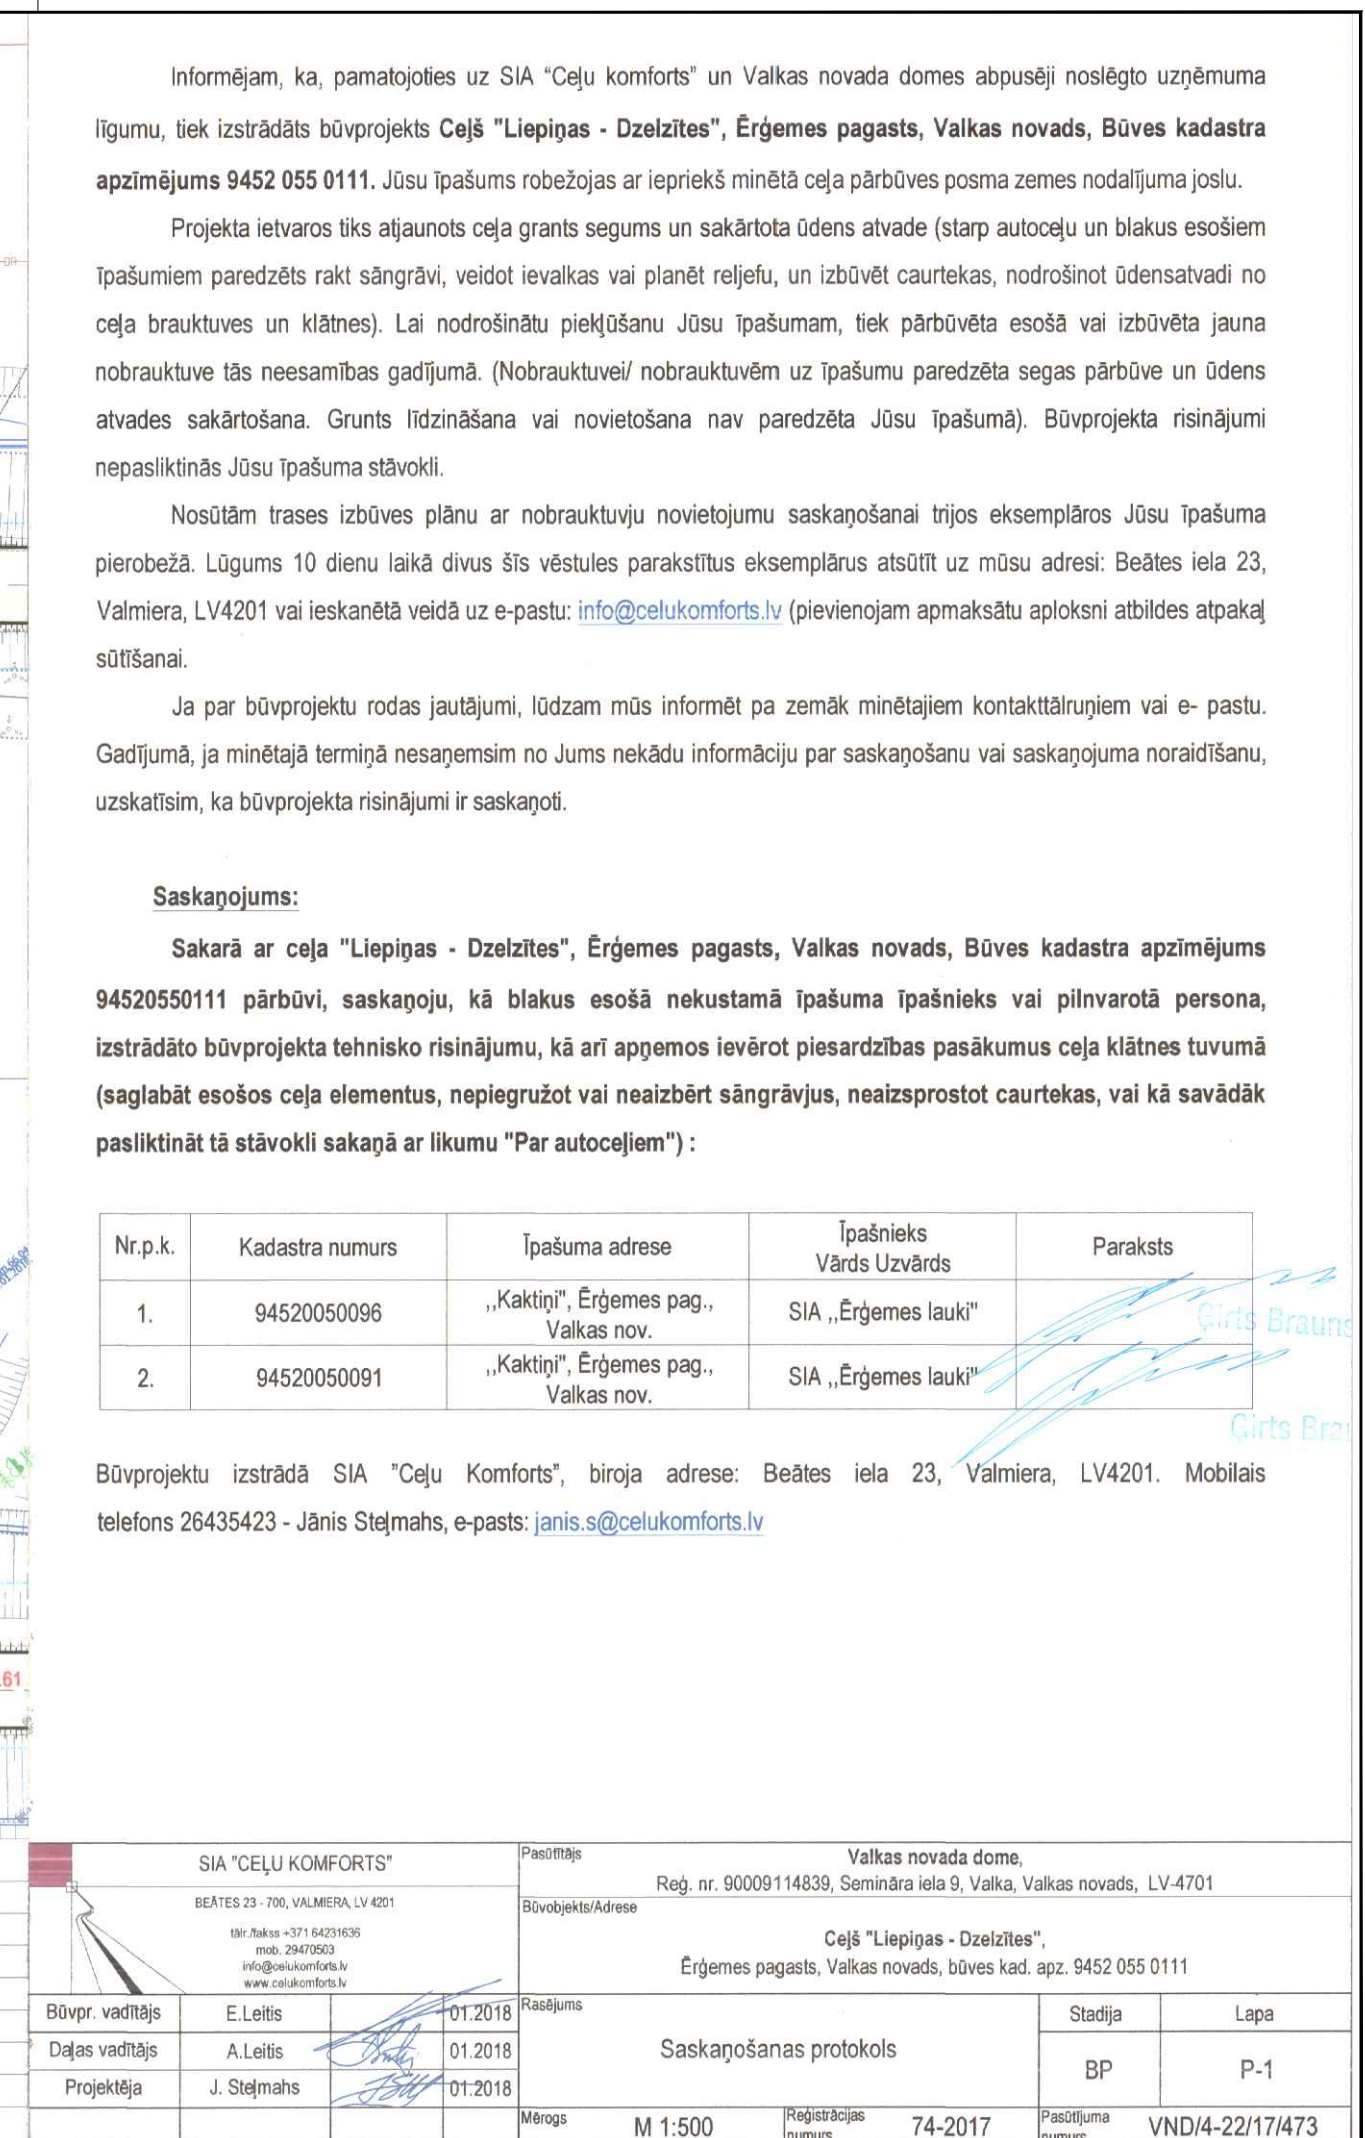 Informējam, ka, pamatojoties uz SIA “Ceļu komforts” un Valkas novada domes abpusēji noslēgto uzņēmuma
līgumu, tiek izstrādāts būvprojekts Ceļš "Liepiņas - Dzelzītes", Ērģemes pagasts, Valkas novads, Būves kadastra
apzīmējums 9452 055 0111. Jūsu īpašums robežojas ar iepriekš minētā ceļa pārbūves posma zemes nodalījuma joslu.
Projekta ietvaros tiks atjaunots ceļa grants segums un sakārtota ūdens atvade (starp autoceļu un blakus esošiem
īpašumiem paredzēts rakt sāngrāvi, veidot ievalkas vai planēt reljefu, un izbūvēt caurtekas, nodrošinot ūdensatvadi no
ceļa brauktuves un klātnes). Lai nodrošinātu piekļūšanu Jūsu īpašumam, tiek pārbūvēta esošā vai izbūvēta jauna
nobrauktuve tās neesamības gadījumā. (Nobrauktuvei/ nobrauktuvēm uz īpašumu paredzēta segas pārbūve un ūdens
atvades sakārtošana. Grunts līdzināšana vai novietošana nav paredzēta Jūsu īpašumā). Būvprojekta risinājumi
nepasliktinās Jūsu īpašuma stāvokli.
Nosūtām trases izbūves plānu ar nobrauktuvju novietojumu saskaņošanai trijos eksemplāros Jūsu īpašuma
pierobežā. Lūgums 10 dienu laikā divus šīs vēstules parakstītus eksemplārus atsūtīt uz mūsu adresi: Beātes iela 23,
Valmiera, LV4201 vai ieskanētā veidā uz e-pastu: info@celukomforts.lv (pievienojam apmaksātu aploksni atbildes atpakaļ
sūtīšanai.
Ja par būvprojektu rodas jautājumi, lūdzam mūs informēt pa zemāk minētajiem kontakttālruņiem vai e- pastu.
Gadījumā, ja minētajā termiņā nesaņemsim no Jums nekādu informāciju par saskaņošanu vai saskaņojuma noraidīšanu,
uzskatīsim, ka būvprojekta risinājumi ir saskaņoti.
Saskaņojums:
Sakarā ar ceļa "Liepiņas - Dzelzītes", Ērģemes pagasts, Valkas novads, Būves kadastra apzīmējums
94520550111 pārbūvi, saskaņoju, kā blakus esošā nekustamā īpašuma īpašnieks vai pilnvarotā persona,
izstrādāto būvprojekta tehnisko risinājumu, kā arī apņemos ievērot piesardzības pasākumus ceļa klātnes tuvumā
(saglabāt esošos ceļa elementus, nepiegružot vai neaizbērt sāngrāvjus, neaizsprostot caurtekas, vai kā savādāk
pasliktināt tā stāvokli sakaņā ar likumu "Par autoceļiem") :
Nr.p.k. Kadastra numurs Īpašuma adrese Īpašnieks Vārds Uzvārds Paraksts
1. 94520050096 ,,Kaktiņi", Ērģemes pag., Valkas nov. SIA ,,Ērģemes lauki"
Ģirts Brauns
2. 94520050091 ,,Kaktiņi", Ērģemes pag., Valkas nov. SIA ,,Ērģemes lauki"
Ģirts Bra
Būvprojektu izstrādā SIA "Ceļu Komforts", biroja adrese: Beātes iela 23, Valmiera, LV4201. Mobilais
telefons 26435423 - Jānis Steļmahs, e-pasts: janis.s@celukomforts.lv
.61
SIA "CEĻU KOMFORTS"
BEĀTES 23 - 700, VALMIERA, LV 4201
tālr./fakss +371 64231636
mob. 29470503
info@celukomforts.lv
www.celukomforts.lv
Pasūtītājs
Valkas novada dome,
Reģ. nr. 90009114839, Semināra iela 9, Valka, Valkas novads, LV-4701
Būvobjekts/Adrese
Ceļš "Liepiņas - Dzelzītes",
Ērģemes pagasts, Valkas novads, būves kad. apz. 9452 055 0111
Būvpr. vadītājs E.Leitis 01.2018
Daļas vadītājs A.Leitis 01.2018
Projektēja J. Steļmahs 01.2018
Rasējums
Saskaņošanas protokols
Stadija Lapa
BP P-1
Mērogs M 1:500
Reģistrācijas numurs 74-2017
Pasūtījuma numurs VND/4-22/17/473